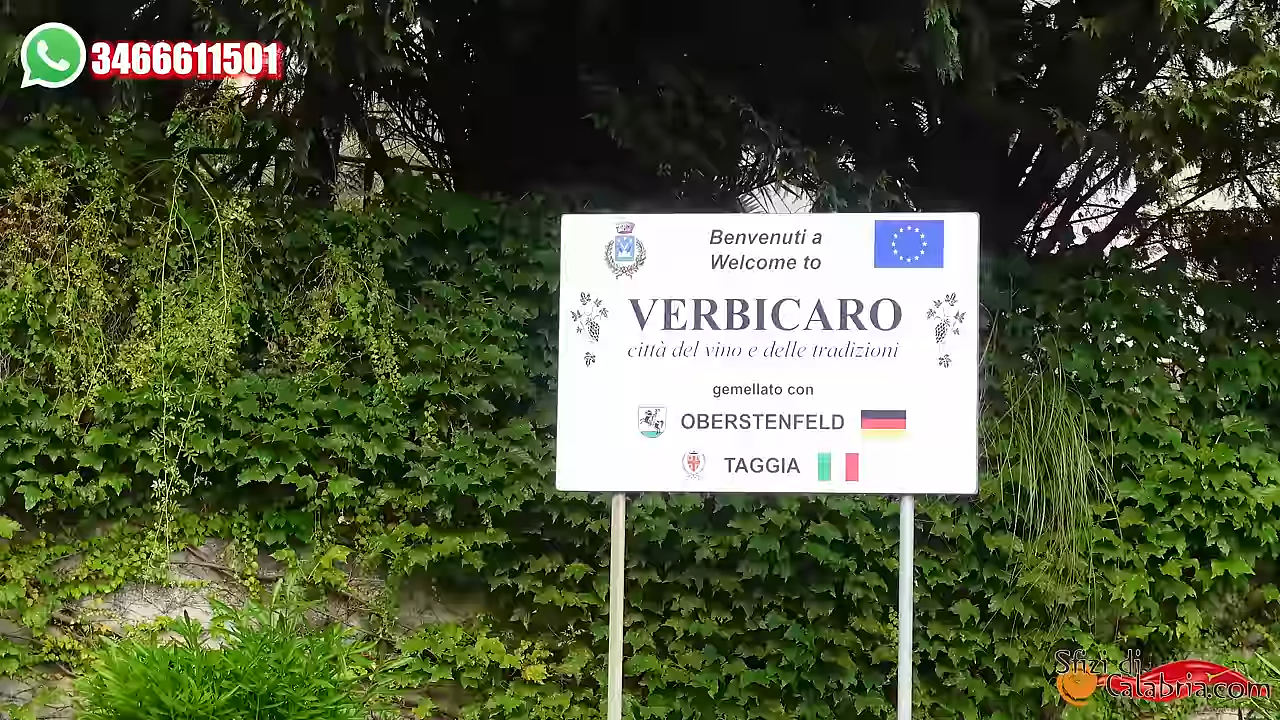 3466611501
Benvenuti a
Welcome to
VERBICARO
città del vino e delle tradizioni
gemellato con
OBERSTENFELD
TAGGIA
Sfizi di
Calabria.com